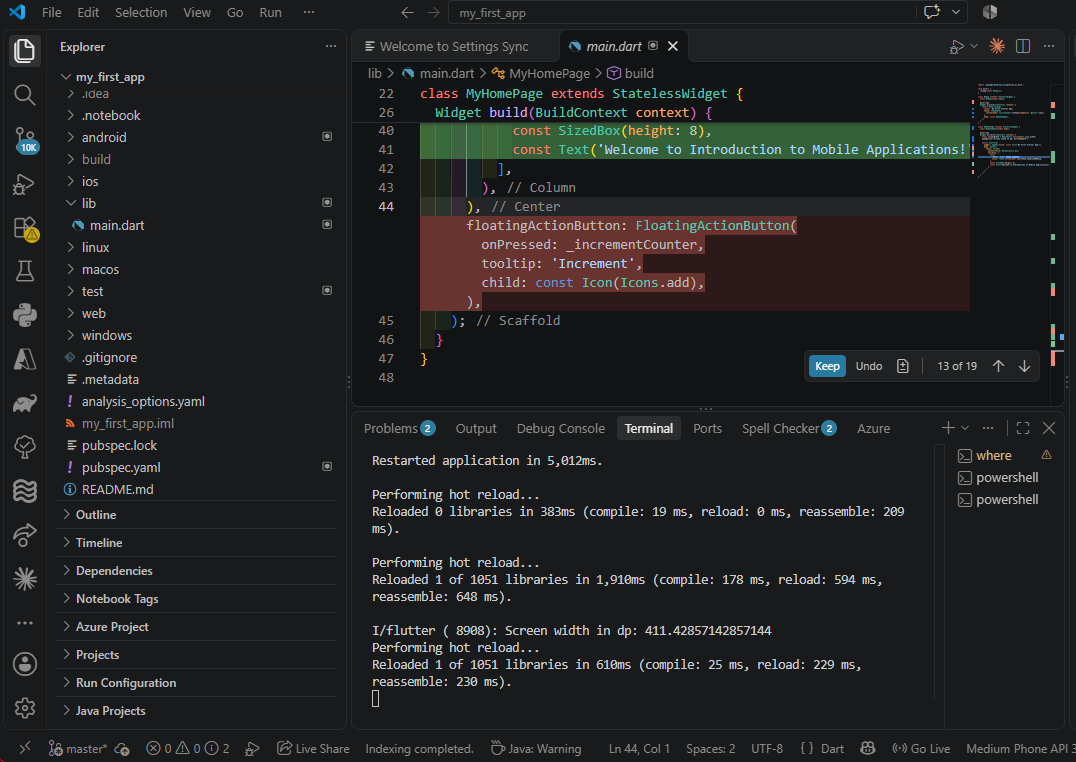 File Edit Selection View Go Run ··· my_first_app
Explorer ···
my_first_app
.idea
.notebook
android
build
ios
lib
main.dart
linux
macos
test
web
windows
.gitignore
.metadata
! analysis_options.yaml
my_first_app.iml
pubspec.lock
! pubspec.yaml
README.md
Outline
Timeline
Dependencies
Notebook Tags
Azure Project
Projects
Run Configuration
Java Projects
10K
Welcome to Settings Sync main.dart
lib > main.dart > MyHomePage > build
22 class MyHomePage extends StatelessWidget {
Widget build(BuildContext context) {
40 const SizedBox(height: 8),
41 const Text('Welcome to Introduction to Mobile Applications!
42 ],
43 ), // Column
44 ), // Center
floatingActionButton: FloatingActionButton(
onPressed: _incrementCounter,
tooltip: 'Increment',
child: const Icon(Icons.add),
),
45 ); // Scaffold
46 }
47 }
48
Keep Undo 13 of 19
Problems 2 Output Debug Console Terminal Ports Spell Checker 2 Azure
Restarted application in 5,012ms.
Performing hot reload...
Reloaded 0 libraries in 383ms (compile: 19 ms, reload: 0 ms, reassemble: 209
ms).
Performing hot reload...
Reloaded 1 of 1051 libraries in 1,910ms (compile: 178 ms, reload: 594 ms,
reassemble: 648 ms).
I/flutter ( 8908): Screen width in dp: 411.42857142857144
Performing hot reload...
Reloaded 1 of 1051 libraries in 610ms (compile: 25 ms, reload: 229 ms,
reassemble: 230 ms).
where
powershell
powershell
master* 0 0 2 Live Share Indexing completed. Java: Warning Ln 44, Col 1 Spaces: 2 UTF-8 {} Dart Go Live Medium Phone API